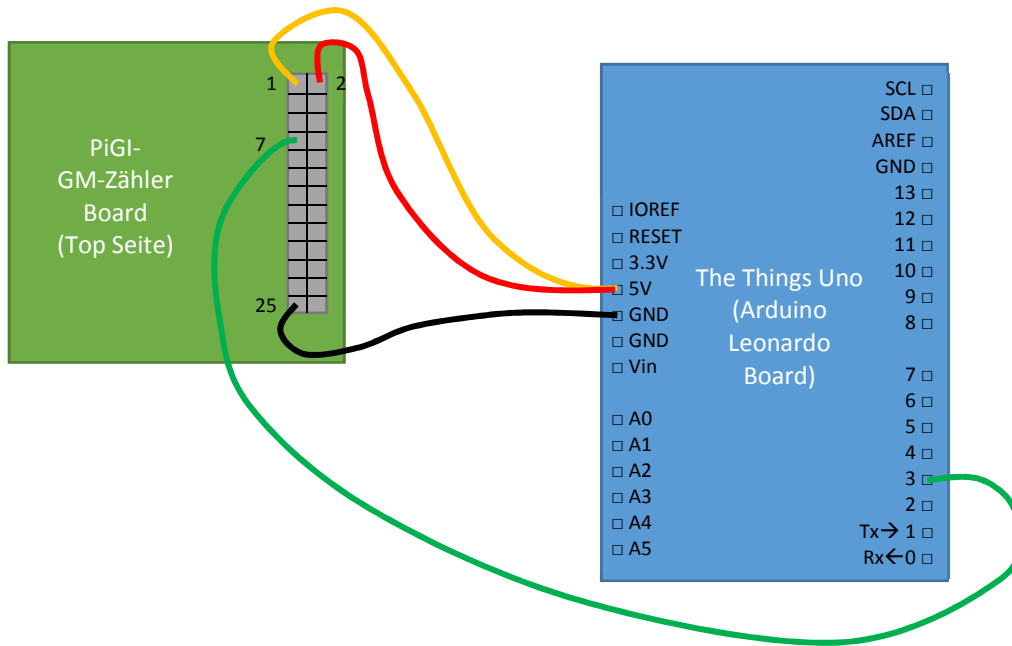 1
2
7
25
PiGI-
GM-Zähler
Board
(Top Seite)
IOREF
RESET
3.3V
5V
GND
GND
Vin
A0
A1
A2
A3
A4
A5
The Things Uno
(Arduino
Leonardo
Board)
SCL
SDA
AREF
GND
13
12
11
10
9
8
7
6
5
4
3
2
Tx→ 1
Rx←0